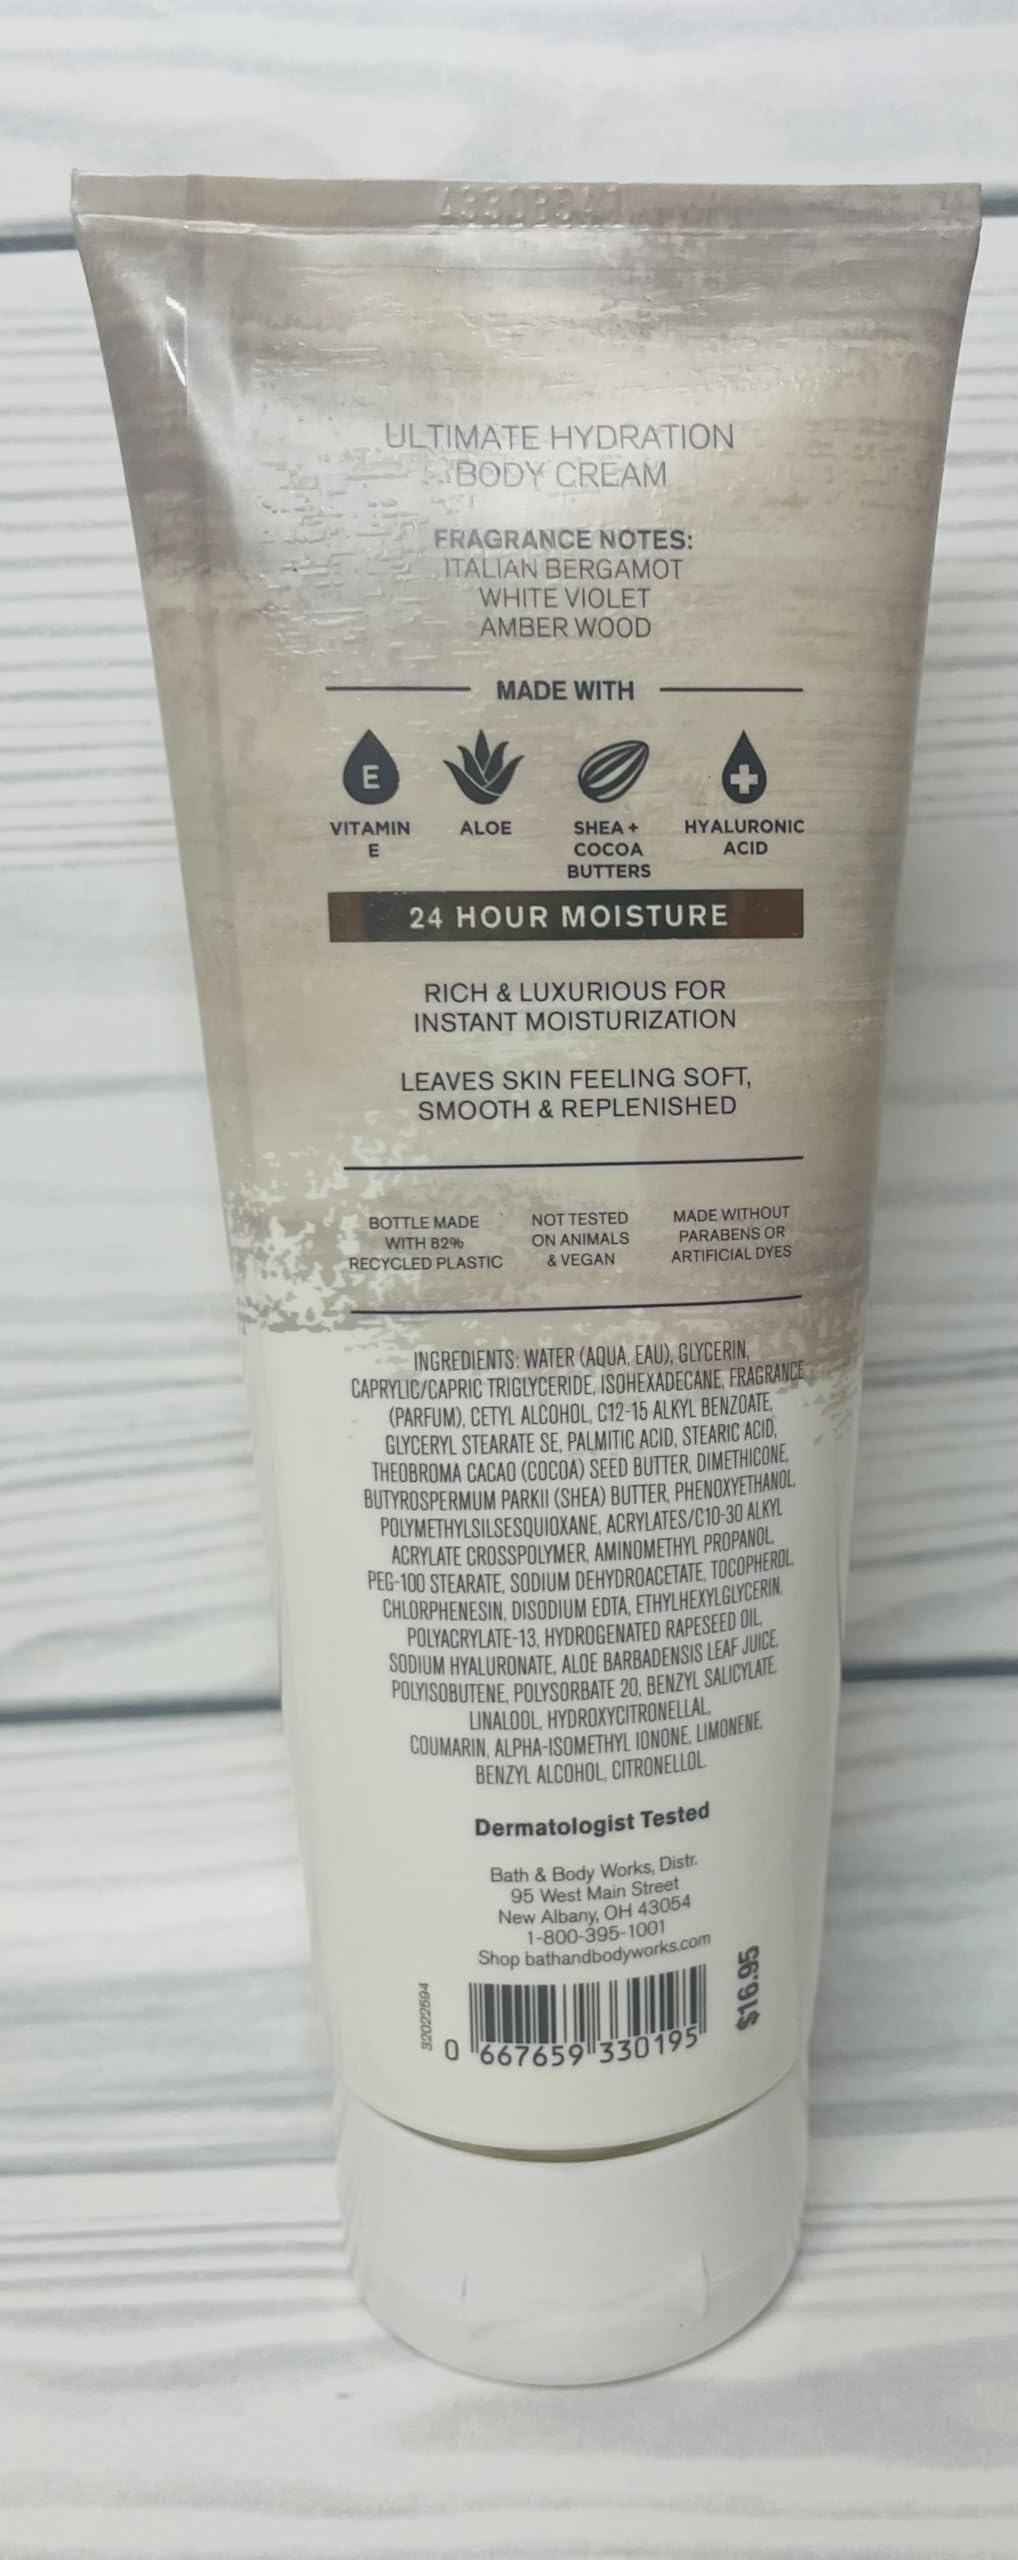 ULTIMATE HYDRATION
BODY CREAM
FRAGRANCE NOTES:
ITALIAN BERGAMOT
WHITE VIOLET
AMBER WOOD
MADE WITH
E
VITAMIN
E
ALOE
SHEA +
COCOA
BUTTERS
HYALURONIC
ACID
24 HOUR MOISTURE
RICH & LUXURIOUS FOR
INSTANT MOISTURIZATION
LEAVES SKIN FEELING SOFT,
SMOOTH & REPLENISHED
BOTTLE MADE
WITH 82%
RECYCLED PLASTIC
NOT TESTED
ON ANIMALS
& VEGAN
MADE WITHOUT
PARABENS OR
ARTIFICIAL DYES
INGREDIENTS: WATER (AQUA, EAU), GLYCERIN,
CAPRYLIC/CAPRIC TRIGLYCERIDE, ISOHEXADECANE, FRAGRANCE
(PARFUM), CETYL ALCOHOL, C12-15 ALKYL BENZOATE,
GLYCERYL STEARATE SE, PALMITIC ACID, STEARIC ACID,
THEOBROMA CACAO (COCOA) SEED BUTTER, DIMETHICONE,
BUTYROSPERMUM PARKII (SHEA) BUTTER, PHENOXYETHANOL,
POLYMETHYLSILSESQUIOXANE, ACRYLATES/C10-30 ALKYL
ACRYLATE CROSSPOLYMER, AMINOMETHYL PROPANOL,
PEG-100 STEARATE, SODIUM DEHYDROACETATE, TOCOPHEROL,
CHLORPHENESIN, DISODIUM EDTA, ETHYLHEXYLGLYCERIN,
POLYACRYLATE-13, HYDROGENATED RAPESEED OIL,
SODIUM HYALURONATE, ALOE BARBADENSIS LEAF JUICE,
POLYISOBUTENE, POLYSORBATE 20, BENZYL SALICYLATE,
LINALOOL, HYDROXYCITRONELLAL,
COUMARIN, ALPHA-ISOMETHYL IONONE, LIMONENE,
BENZYL ALCOHOL, CITRONELLOL.
Dermatologist Tested
Bath & Body Works, Distr.
95 West Main Street
New Albany, OH 43054
1-800-395-1001
Shop bathandbodyworks.com
32022594
0 667659 330195
$16.95